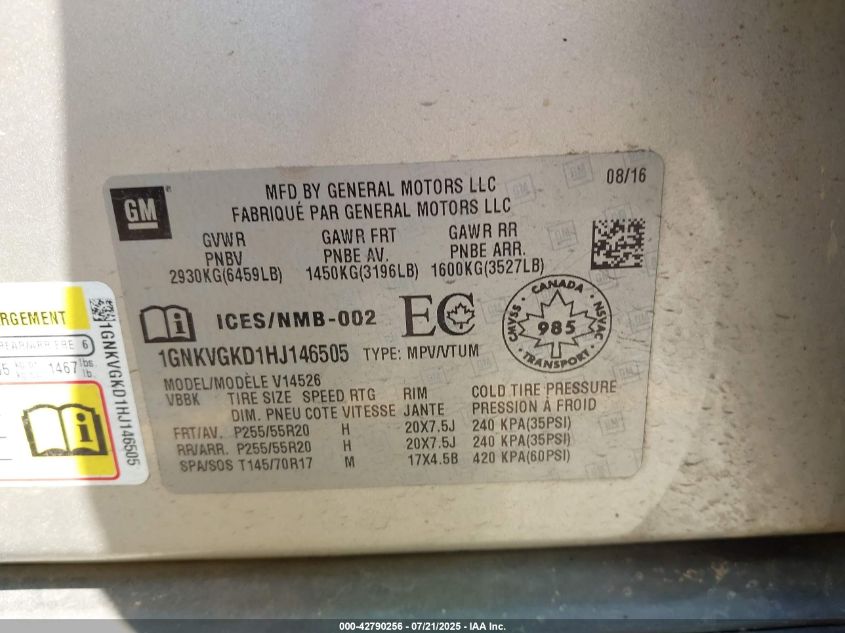 GM
MFD BY GENERAL MOTORS LLC
08/16
FABRIQUÉ PAR GENERAL MOTORS LLC
GVWR GAWR FRT GAWR RR
PNBV PNBE AV. PNBE ARR.
2930KG(6459LB) 1450KG(3196LB) 1600KG(3527LB)
ICES/NMB-002 EC
CANADA
CMVSS 985 NSVAC
TRANSPORT
1GNKVGKD1HJ146505 TYPE: MPV/VTUM
MODEL/MODÈLE V14526
VBBK TIRE SIZE SPEED RTG RIM COLD TIRE PRESSURE
DIM. PNEU COTE VITESSE JANTE PRESSION À FROID
FRT/AV. P255/55R20 H 20X7.5J 240 KPA(35PSI)
RR/ARR. P255/55R20 H 20X7.5J 240 KPA(35PSI)
SPA/SOS T145/70R17 M 17X4.5B 420 KPA(60PSI)
RGEMENT
6
1467 lbs.
lb.
1GNKVGKD1HJ146505
000-42790256 - 07/21/2025 - IAA Inc.